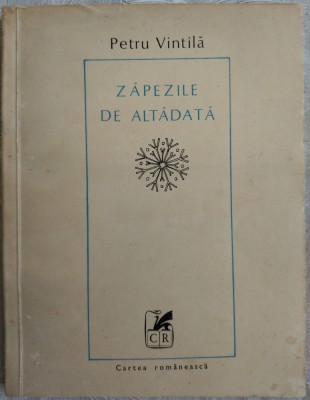 Petru Vintilă
ZĂPEZILE
DE ALTĂDATĂ
CR
Cartea românească